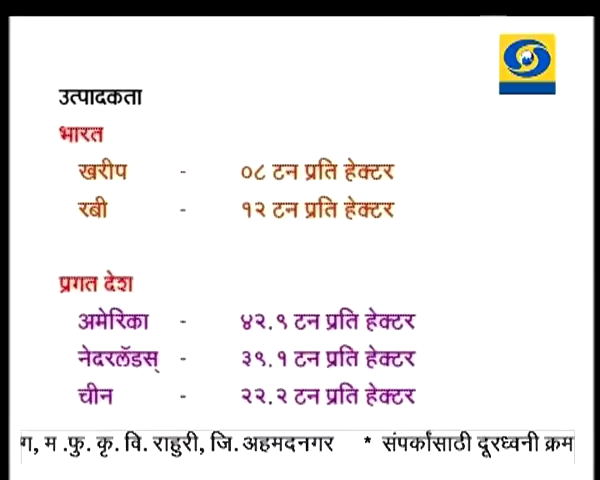 उत्पादकता
भारत
खरीप - ०८ टन प्रति हेक्टर
रबी - १२ टन प्रति हेक्टर
प्रगत देश
अमेरिका - ४२.९ टन प्रति हेक्टर
नेदरलॅडस् - ३९.१ टन प्रति हेक्टर
चीन - २२.२ टन प्रति हेक्टर
ग, म .फु. कृ. वि. राहुरी, जि. अहमदनगर * संपर्कासाठी दूरध्वनी क्रम